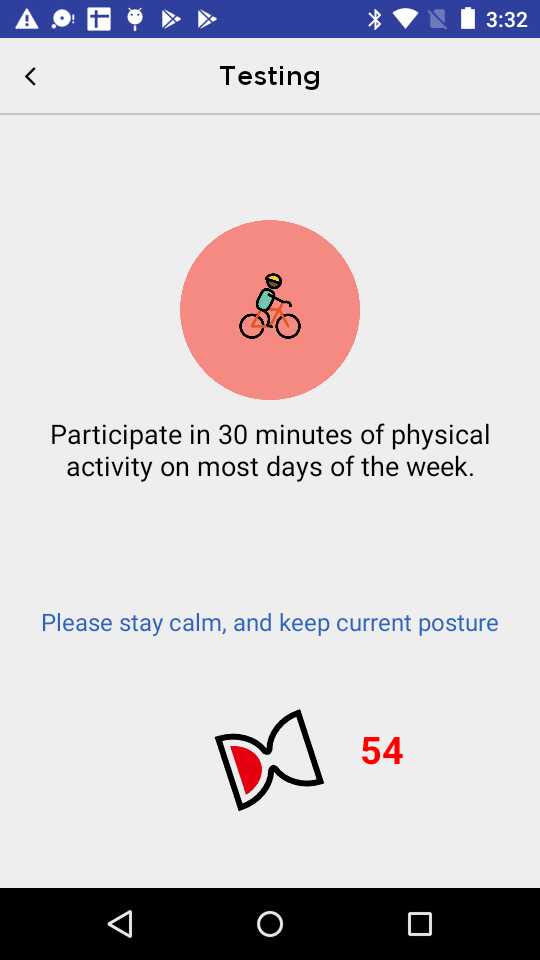 3:32
Testing
Participate in 30 minutes of physical
activity on most days of the week.
Please stay calm, and keep current posture
54